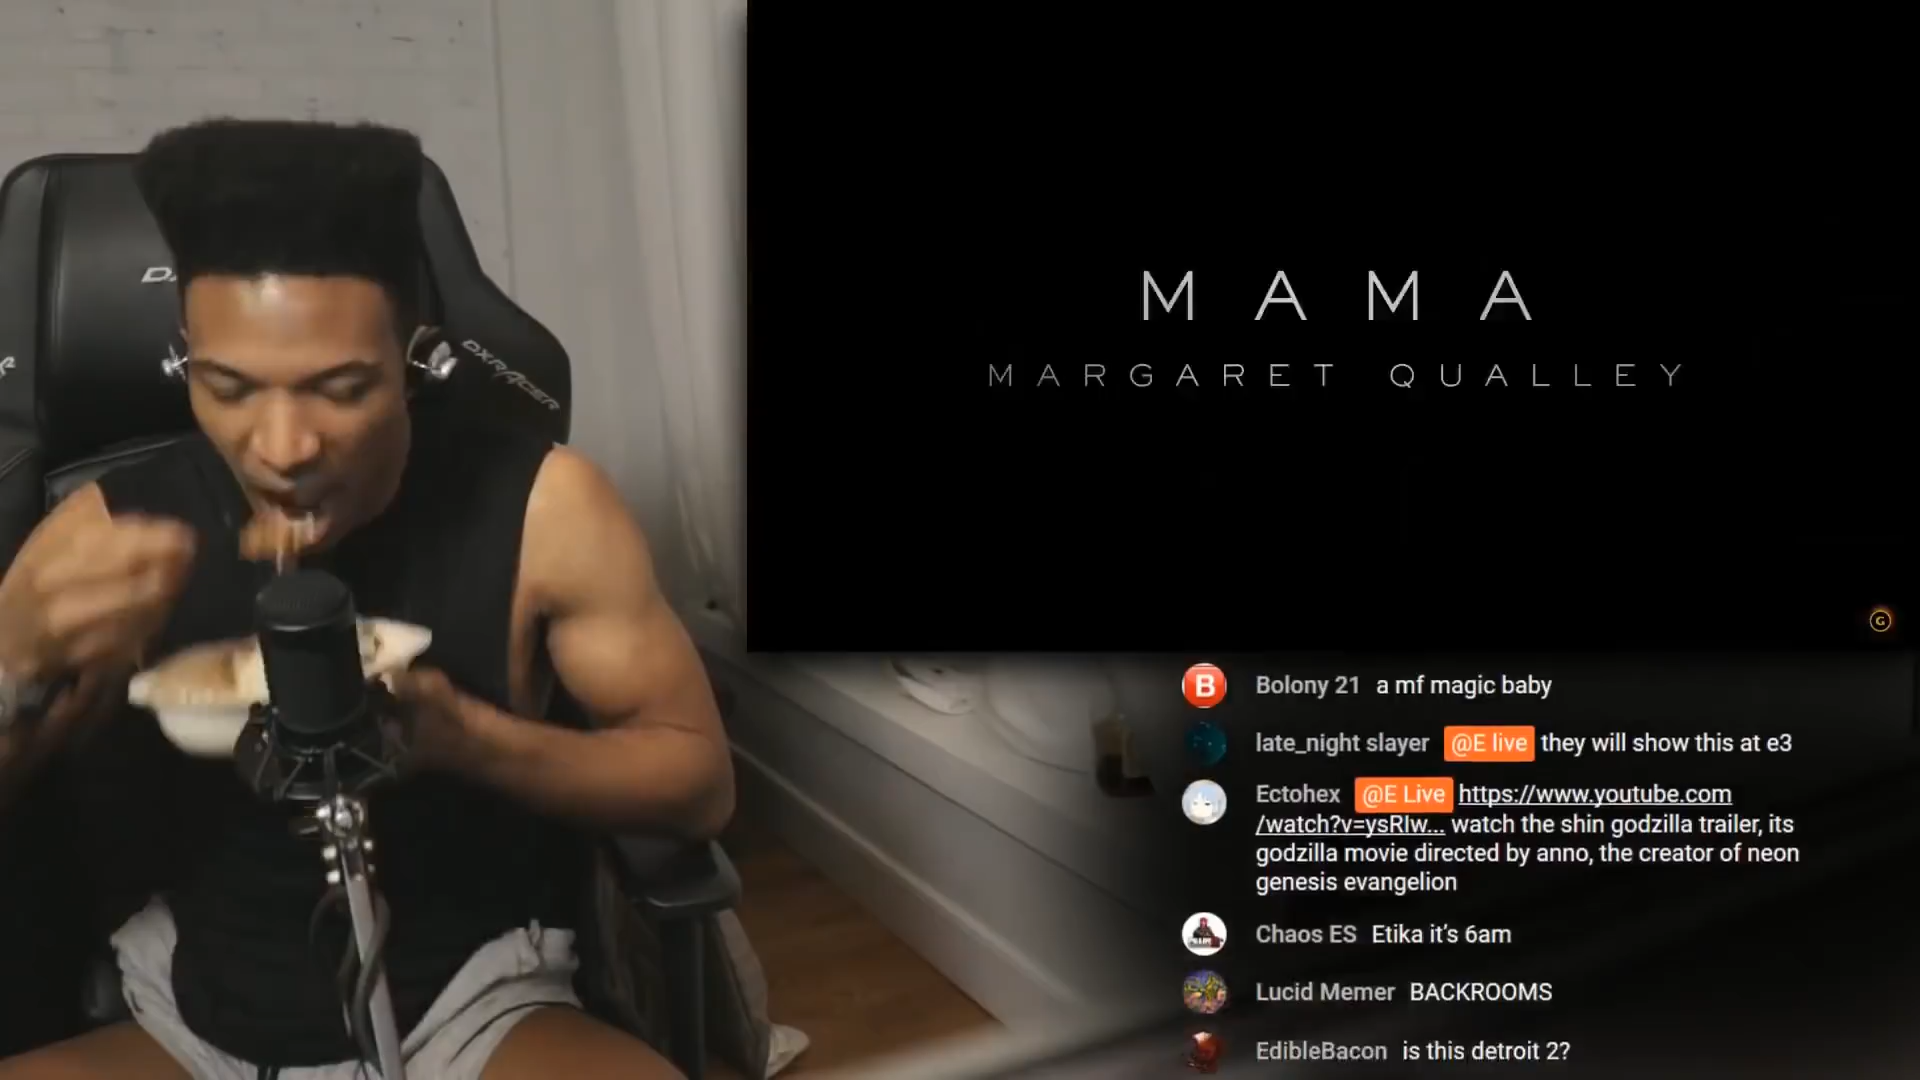 MAMA
MARGARET QUALLEY
DXRACER
G
B
Bolony 21 a mf magic baby
late_night slayer @E live they will show this at e3
Ectohex @E Live https://www.youtube.com
/watch?v=ysRIw... watch the shin godzilla trailer, its
godzilla movie directed by anno, the creator of neon
genesis evangelion
Chaos ES Etika it’s 6am
Lucid Memer BACKROOMS
EdibleBacon is this detroit 2?